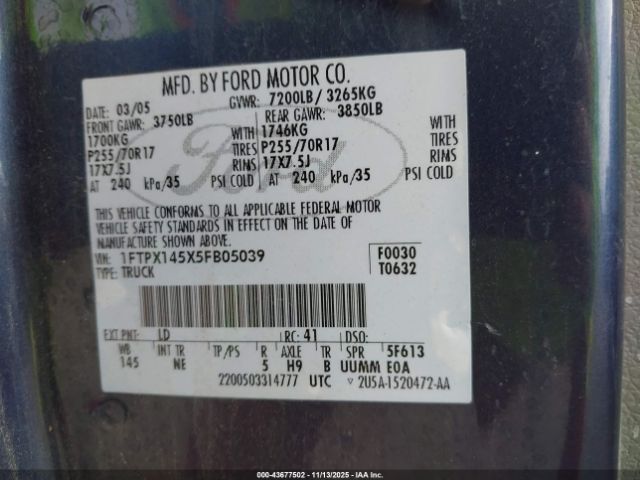 MFD. BY FORD MOTOR CO.
DATE: 03/05 GVWR: 7200LB/ 3265KG
FRONT GAWR: 3750LB REAR GAWR: 3850LB
1700KG WITH 1746KG WITH
P255/70R17 TIRES P255/70R17 TIRES
17X7.5J RIMS 17X7.5J RIMS
AT 240 kPa/35 PSI COLD AT 240 kPa/35 PSI COLD
Ford
THIS VEHICLE CONFORMS TO ALL APPLICABLE FEDERAL MOTOR
VEHICLE SAFETY STANDARDS IN EFFECT ON THE DATE OF
MANUFACTURE SHOWN ABOVE.
VIN: 1FTPX145X5FB05039 F0030
TYPE: TRUCK T0632
EXT PNT: LD RC: 41 DSO:
WB INT TR TP/PS R AXLE TR SPR 5F613
145 NE 5 H9 B UUMM EOA
2200503314777 UTC 2U5A-1520472-AA
Stock#: 43677502 | 11/13/2025 | IAA Inc.